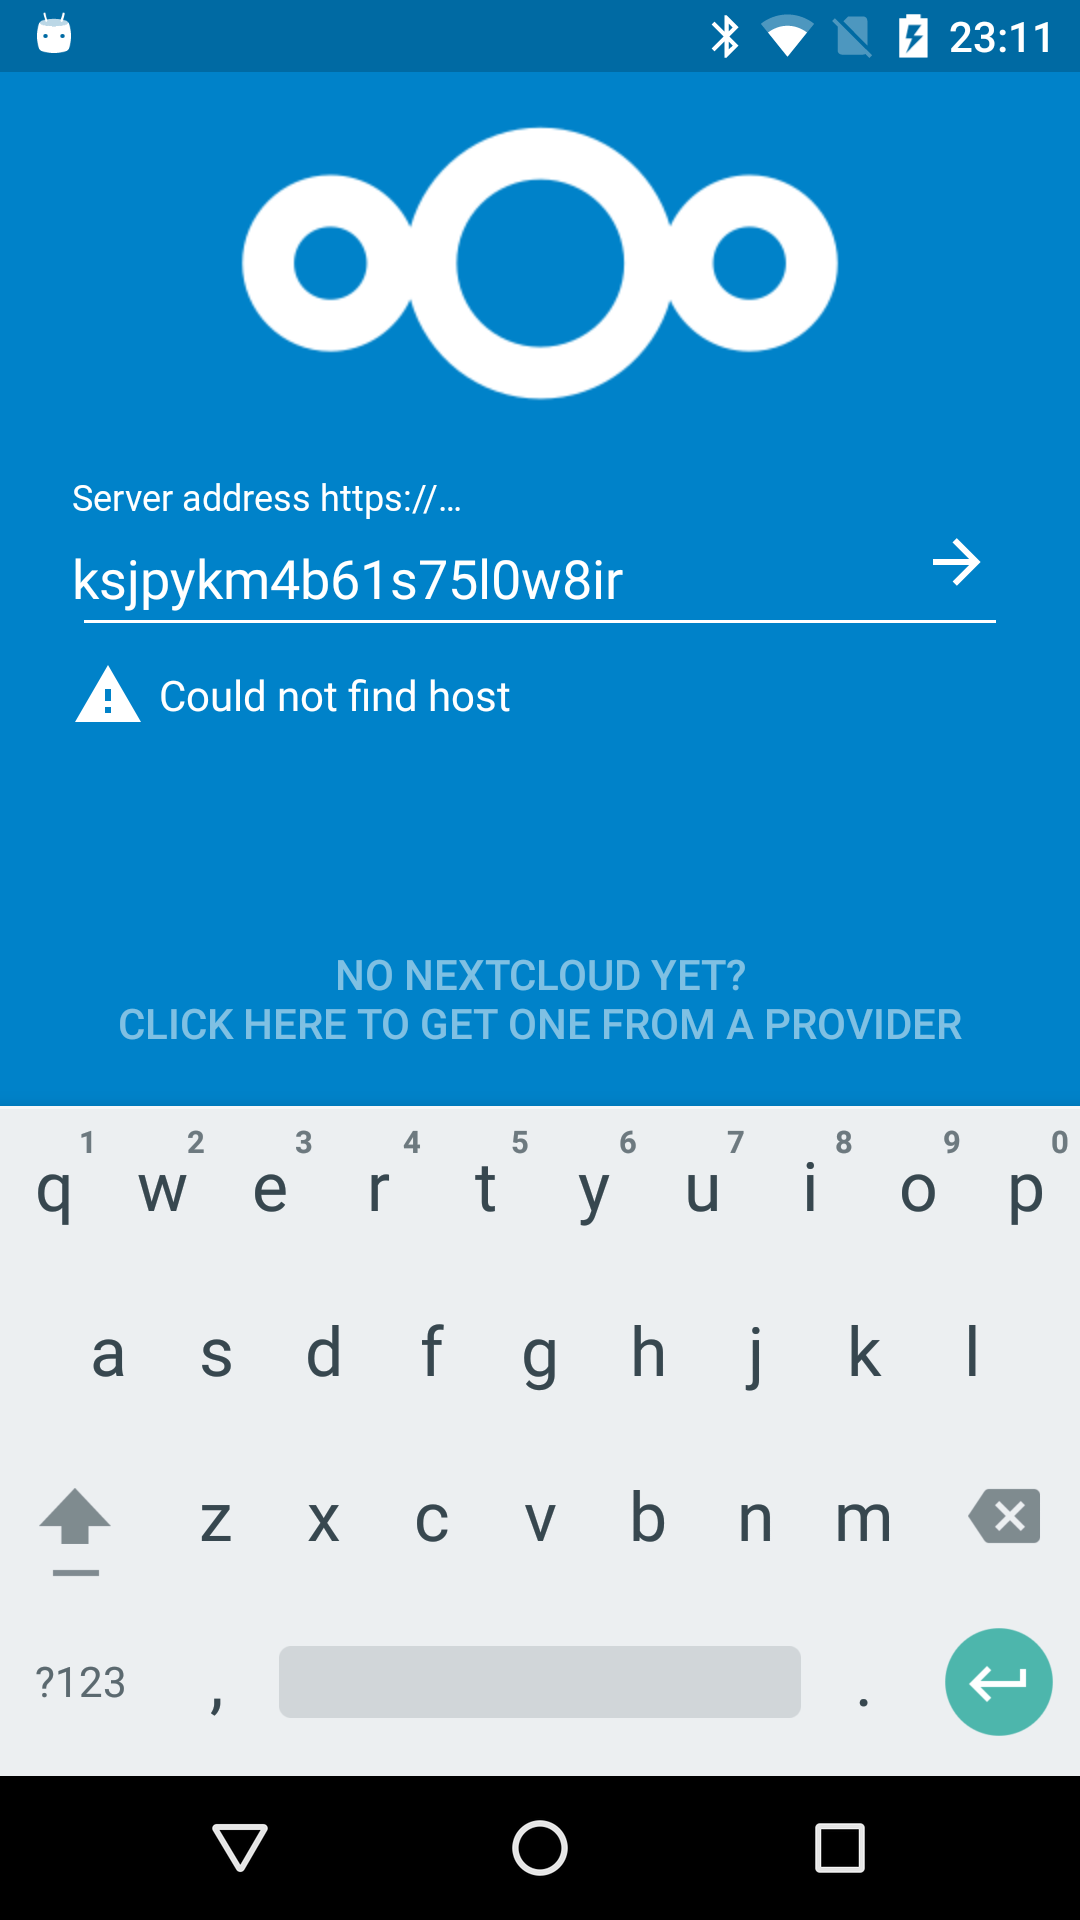 23:11
Server address https://…
ksjpykm4b61s75l0w8ir
Could not find host
NO NEXTCLOUD YET?
CLICK HERE TO GET ONE FROM A PROVIDER
1 2 3 4 5 6 7 8 9 0
q w e r t y u i o p
a s d f g h j k l
z x c v b n m
?123 , .